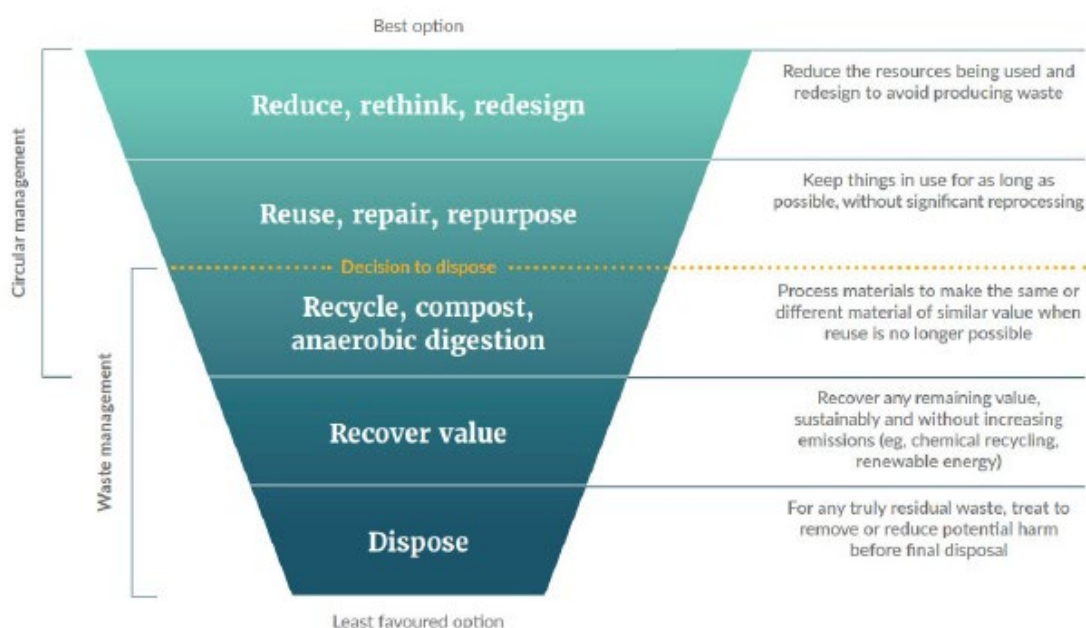 Best option
Circular management
Waste management
Reduce, rethink, redesign
Reduce the resources being used and
redesign to avoid producing waste
Reuse, repair, repurpose
Keep things in use for as long as
possible, without significant reprocessing
Decision to dispose
Recycle, compost,
anaerobic digestion
Process materials to make the same or
different material of similar value when
reuse is no longer possible
Recover value
Recover any remaining value,
sustainably and without increasing
emissions (eg, chemical recycling,
renewable energy)
Dispose
For any truly residual waste, treat to
remove or reduce potential harm
before final disposal
Least favoured option